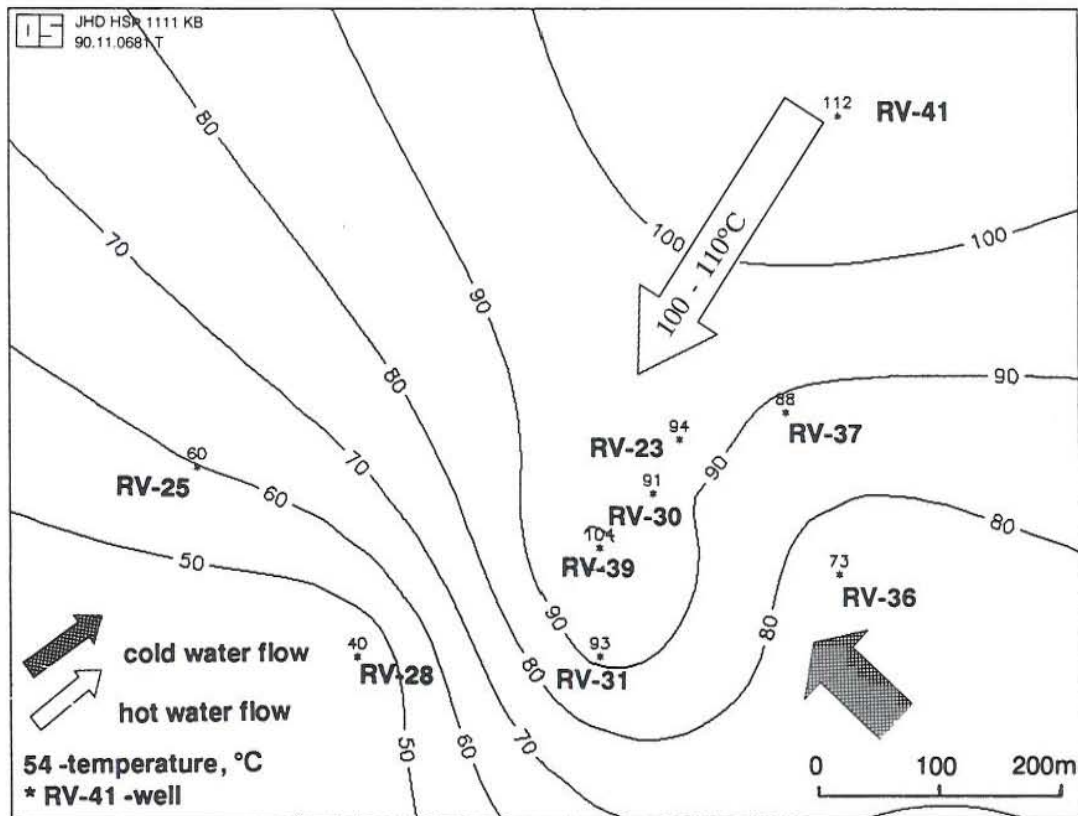 OS JHD HSP 1111 KB
90.11.0681 T
112
RV-41
80
100
100
100 - 110°C
70
90
80
90
88
RV-37
94
RV-23
90
60
RV-25
91
RV-30
70
60
80
50
104
RV-39
73
RV-36
90
80
93
RV-31
80
40
RV-28
cold water flow
hot water flow
50
60
70
54 -temperature, °C
* RV-41 -well
0 100 200m